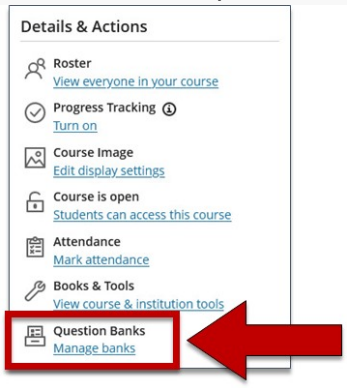 Details & Actions
Roster
View everyone in your course
Progress Tracking
Turn on
Course Image
Edit display settings
Course is open
Students can access this course
Attendance
Mark attendance
Books & Tools
View course & institution tools
Question Banks
Manage banks